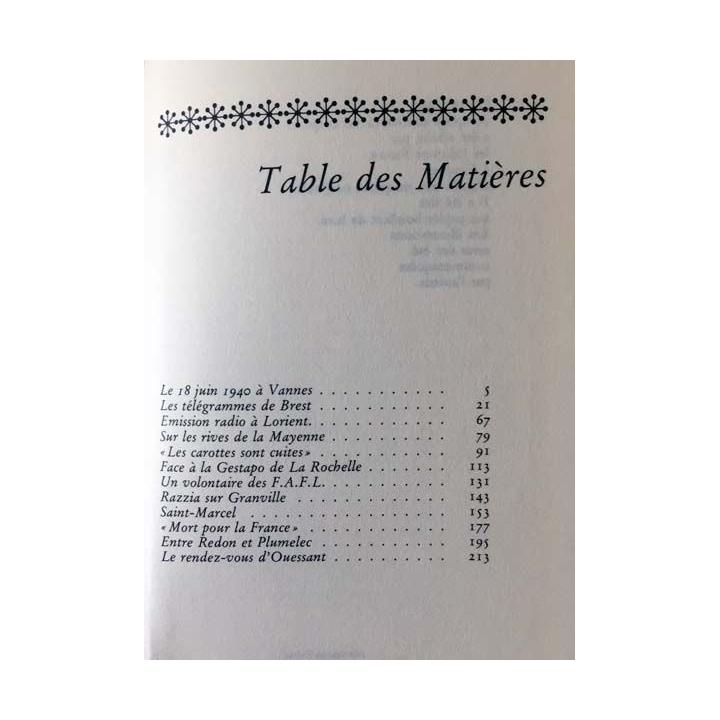 Table des Matières
Le 18 juin 1940 à Vannes . . . . . . . . . . . 5
Les télégrammes de Brest . . . . . . . . . . . 21
Emission radio à Lorient. . . . . . . . . . . . 67
Sur les rives de la Mayenne . . . . . . . . . . 79
« Les carottes sont cuites » . . . . . . . . . . . 91
Face à la Gestapo de La Rochelle . . . . . . . 113
Un volontaire des F.A.F.L. . . . . . . . . . . 131
Razzia sur Granville . . . . . . . . . . . . . 143
Saint-Marcel . . . . . . . . . . . . . . . . 153
« Mort pour la France » . . . . . . . . . . . . 177
Entre Redon et Plumelec . . . . . . . . . . . 195
Le rendez-vous d'Ouessant . . . . . . . . . . 213